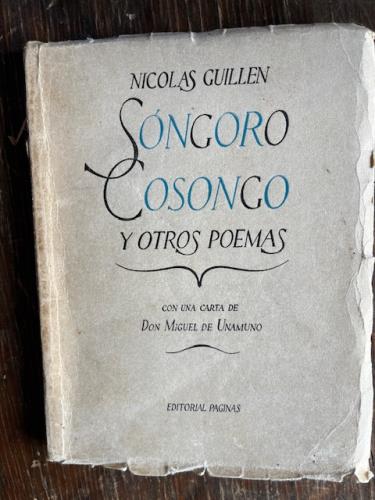 NICOLAS GUILLEN
SÓNGORO
COSONGO
Y OTROS POEMAS
CON UNA CARTA DE
DON MIGUEL DE UNAMUNO
EDITORIAL PAGINAS